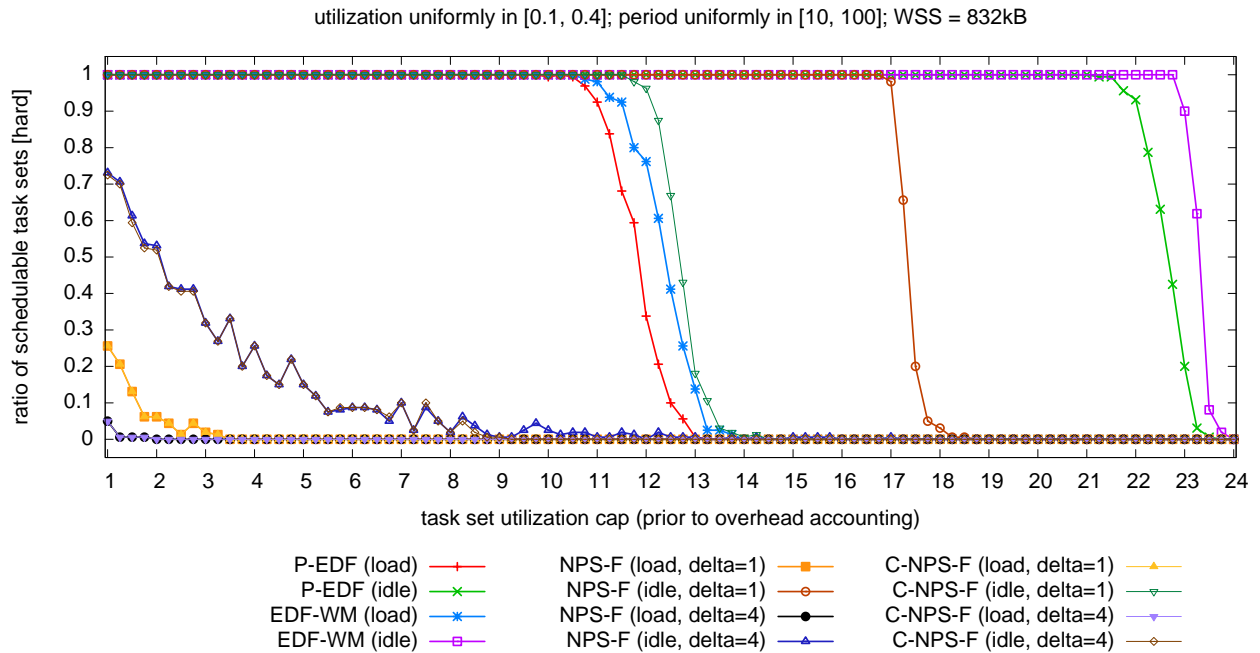 utilization uniformly in [0.1, 0.4]; period uniformly in [10, 100]; WSS = 832kB
ratio of schedulable task sets [hard]
1
0.9
0.8
0.7
0.6
0.5
0.4
0.3
0.2
0.1
0
1 2 3 4 5 6 7 8 9 10 11 12 13 14 15 16 17 18 19 20 21 22 23 24
task set utilization cap (prior to overhead accounting)
P-EDF (load)
P-EDF (idle)
EDF-WM (load)
EDF-WM (idle)
NPS-F (load, delta=1)
NPS-F (idle, delta=1)
NPS-F (load, delta=4)
NPS-F (idle, delta=4)
C-NPS-F (load, delta=1)
C-NPS-F (idle, delta=1)
C-NPS-F (load, delta=4)
C-NPS-F (idle, delta=4)